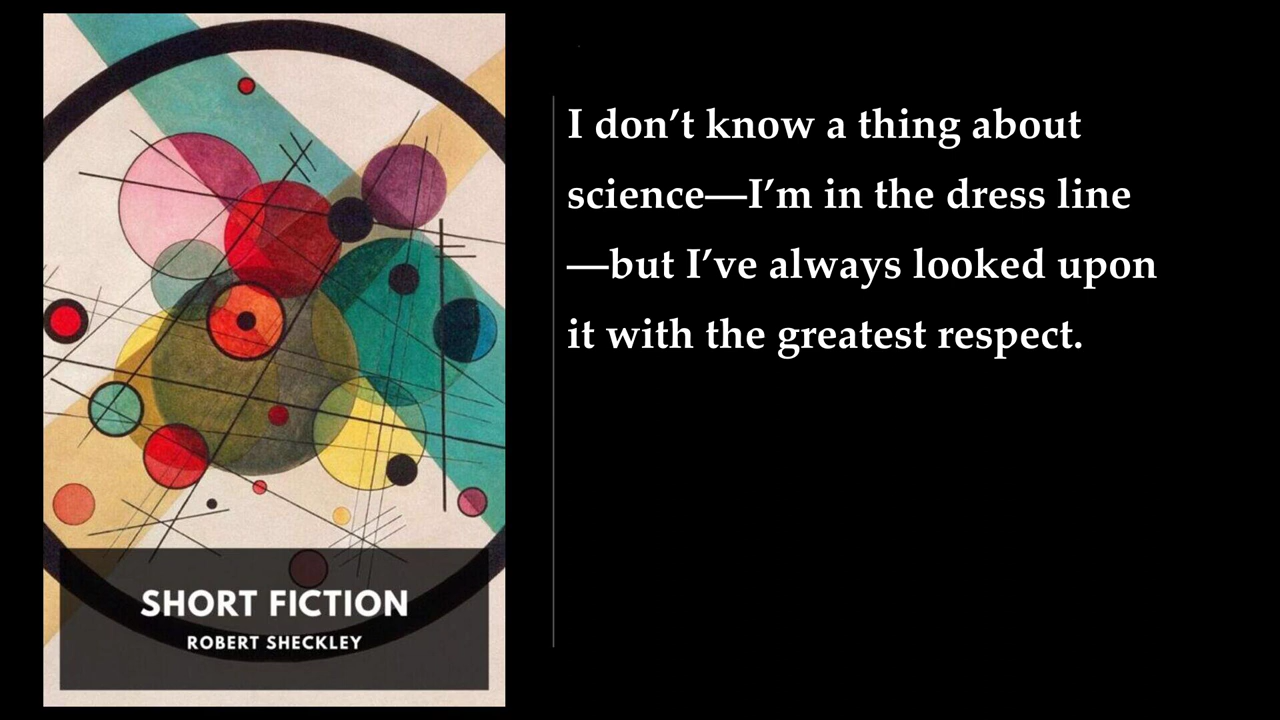 SHORT FICTION
ROBERT SHECKLEY
I don’t know a thing about
science—I’m in the dress line
—but I’ve always looked upon
it with the greatest respect.